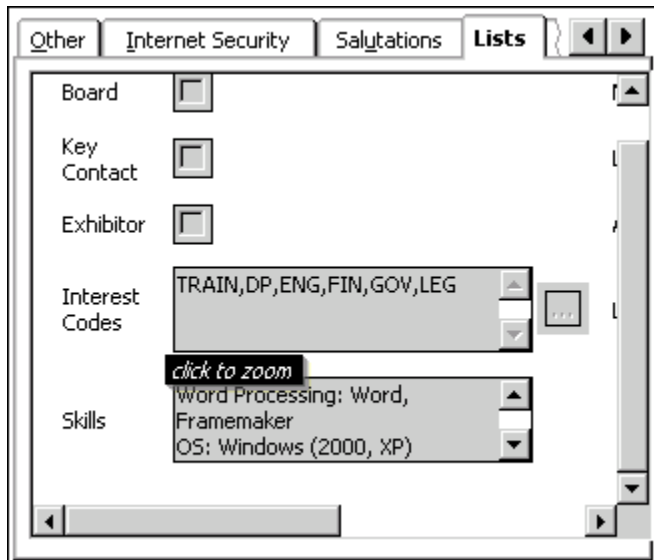 Other Internet Security Salutations Lists
Board
Key
Contact
Exhibitor
Interest
Codes
TRAIN,DP,ENG,FIN,GOV,LEG
...
click to zoom
Skills
Word Processing: Word,
Framemaker
OS: Windows (2000, XP)